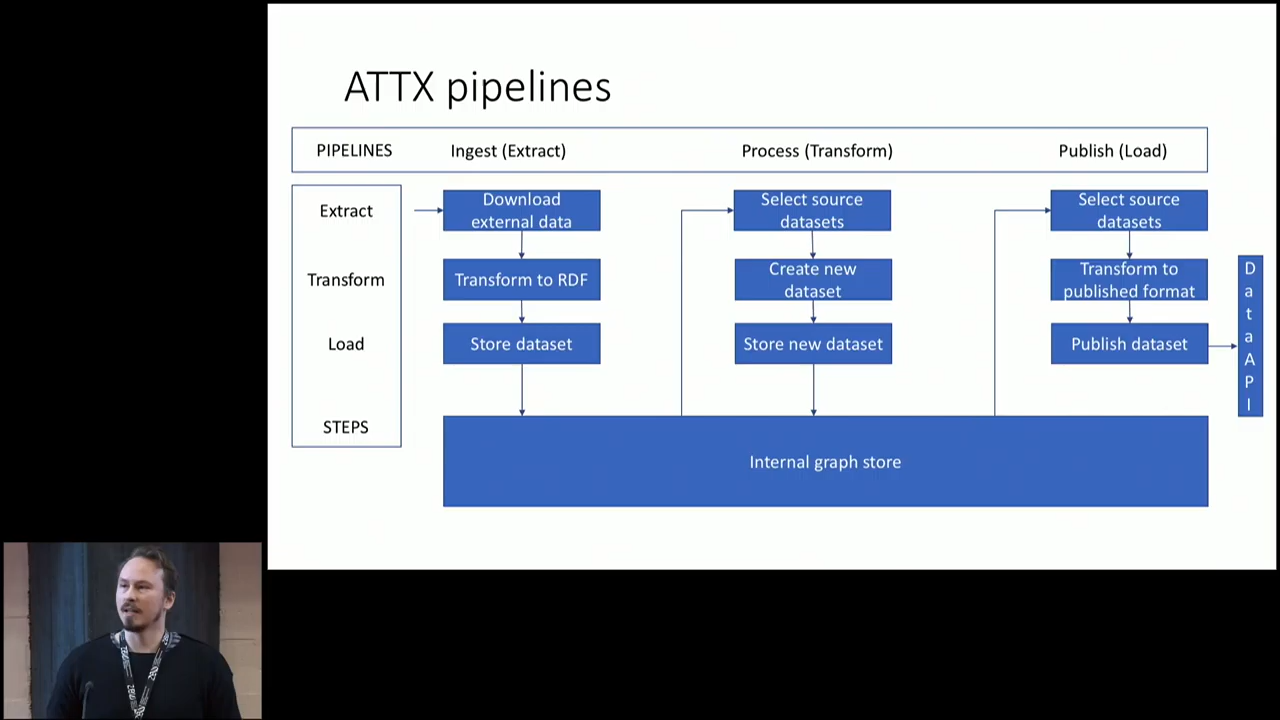 ATTX pipelines
PIPELINES
Ingest (Extract)
Process (Transform)
Publish (Load)
Extract
Download
external data
Select source
datasets
Select source
datasets
Transform
Transform to RDF
Create new
dataset
Transform to
published format
Load
Store dataset
Store new dataset
Publish dataset
Data API
STEPS
Internal graph store